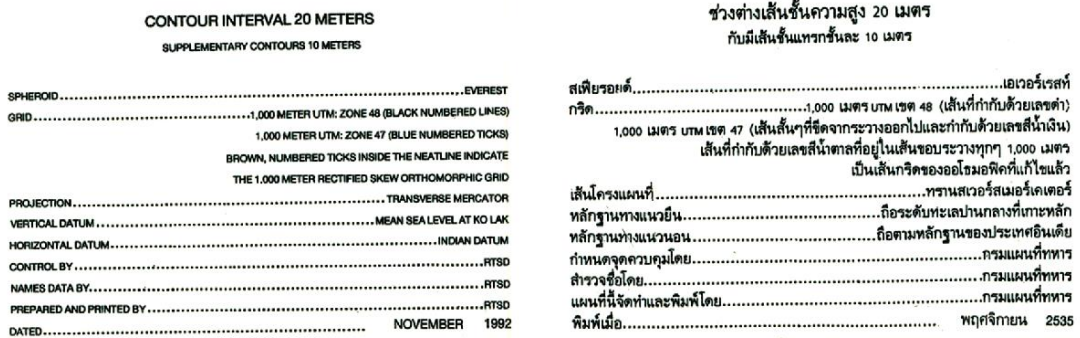 CONTOUR INTERVAL 20 METERS
SUPPLEMENTARY CONTOURS 10 METERS
SPHEROID EVEREST
GRID 1,000 METER UTM: ZONE 48 (BLACK NUMBERED LINES)
1,000 METER UTM: ZONE 47 (BLUE NUMBERED TICKS)
BROWN, NUMBERED TICKS INSIDE THE NEATLINE INDICATE
THE 1.000 METER RECTIFIED SKEW ORTHOMORPHIC GRID
PROJECTION TRANSVERSE MERCATOR
VERTICAL DATUM MEAN SEA LEVEL AT KO LAK
HORIZONTAL DATUM INDIAN DATUM
CONTROL BY RTSD
NAMES DATA BY RTSD
PREPARED AND PRINTED BY RTSD
DATED NOVEMBER 1992
ช่วงต่างเส้นชั้นความสูง 20 เมตร
กับมีเส้นชั้นแทรกชั้นละ 10 เมตร
สเฟียรอยด์ เอเวอร์เรสท์
กริด 1,000 เมตร UTM เขต 48 (เส้นที่กำกับด้วยเลขดำ)
1,000 เมตร UTM เขต 47 (เส้นสั้นๆที่ขีดจากระวางออกไปและกำกับด้วยเลขสีน้ำเงิน)
เส้นที่กำกับด้วยเลขสีน้ำตาลที่อยู่ในเส้นขอบระวางทุกๆ 1,000 เมตร
เป็นเส้นกริดของออโธมอฟิคที่แก้ไขแล้ว
เส้นโครงแผนที่ ทรานสเวอร์สเมอร์เคเตอร์
หลักฐานทางแนวยืน ถือระดับทะเลปานกลางที่เกาะหลัก
หลักฐานทางแนวนอน ถือตามหลักฐานของประเทศอินเดีย
กำหนดจุดควบคุมโดย กรมแผนที่ทหาร
สำรวจชื่อโดย กรมแผนที่ทหาร
แผนที่นี้จัดทำและพิมพ์โดย กรมแผนที่ทหาร
พิมพ์เมื่อ พฤศจิกายน 2535